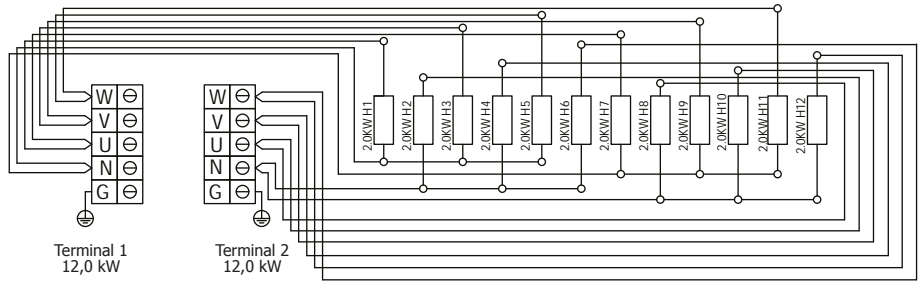 W
V
U
N
G
Terminal 1
12,0 kW
W
V
U
N
G
Terminal 2
12,0 kW
2.0KW H1
2.0KW H2
2.0KW H3
2.0KW H4
2.0KW H5
2.0KW H6
2.0KW H7
2.0KW H8
2.0KW H9
2.0KW H10
2.0KW H11
2.0KW H12